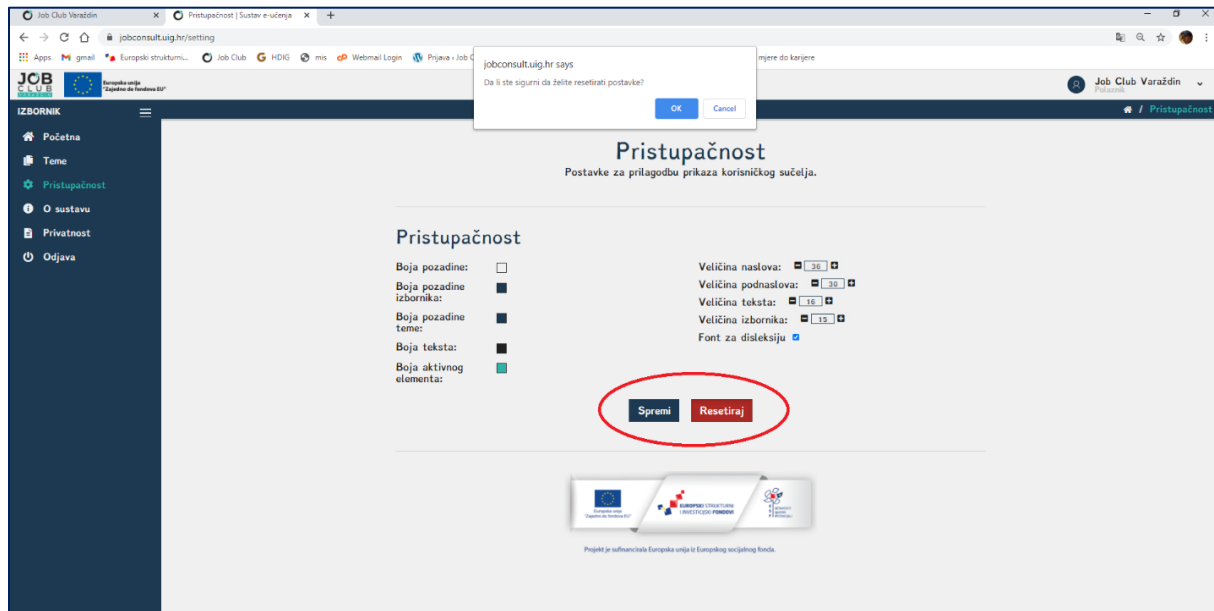 Job Club Varaždin
Pristupačnost | Sustav e-učenja
jobconsult.uig.hr/setting
Apps gmail Europski strukturni... Job Club HDIG mis Webmail Login Prijava ‹ Job C mjere do karijere
jobconsult.uig.hr says
Da li ste sigurni da želite resetirati postavke?
OK Cancel
JOB
CLUB
Europska unija
"Zajedno do fondova EU"
Job Club Varaždin
Polaznik
IZBORNIK
/ Pristupačnost
Početna
Teme
Pristupačnost
O sustavu
Privatnost
Odjava
Pristupačnost
Postavke za prilagodbu prikaza korisničkog sučelja.
Pristupačnost
Boja pozadine:
Boja pozadine
izbornika:
Boja pozadine
teme:
Boja teksta:
Boja aktivnog
elementa:
Veličina naslova: 36
Veličina podnaslova: 30
Veličina teksta: 16
Veličina izbornika: 15
Font za disleksiju
Spremi Resetiraj
Europska unija
"Zajedno do fondova EU"
EUROPSKI STRUKTURNI
I INVESTICIJSKI FONDOVI
Projekt je sufinancirala Europska unija iz Europskog socijalnog fonda.